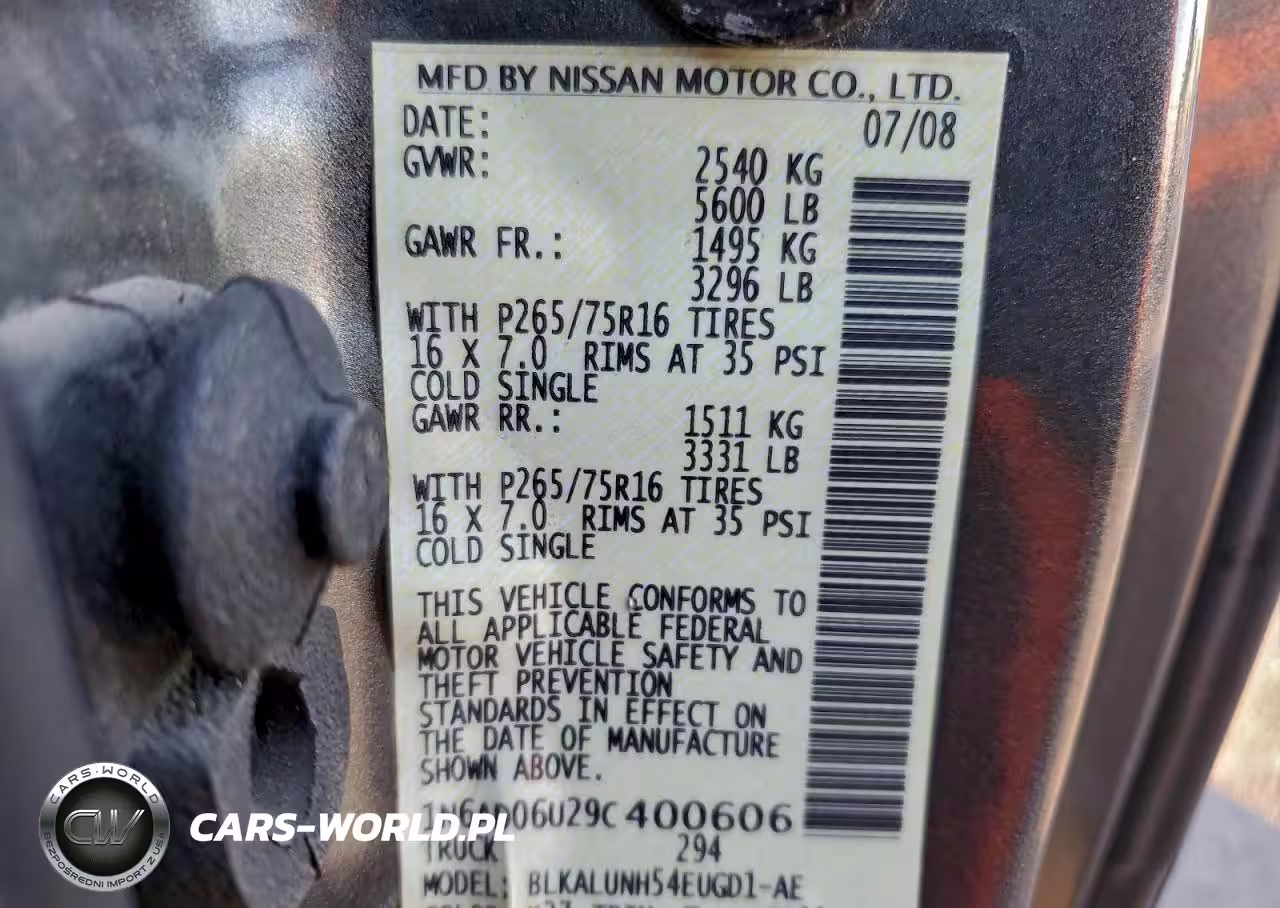 MFD BY NISSAN MOTOR CO., LTD.
DATE: 07/08
GVWR: 2540 KG
5600 LB
GAWR FR.: 1495 KG
3296 LB
WITH P265/75R16 TIRES
16 X 7.0 RIMS AT 35 PSI
COLD SINGLE
GAWR RR.: 1511 KG
3331 LB
WITH P265/75R16 TIRES
16 X 7.0 RIMS AT 35 PSI
COLD SINGLE
THIS VEHICLE CONFORMS TO
ALL APPLICABLE FEDERAL
MOTOR VEHICLE SAFETY AND
THEFT PREVENTION
STANDARDS IN EFFECT ON
THE DATE OF MANUFACTURE
SHOWN ABOVE.
1N6AD06U29C400606
TRUCK 294
MODEL: BLKALUNH54EUGD1-AE
CARS-WORLD
CW
BEZPOŚREDNI IMPORT Z USA
CARS-WORLD.PL